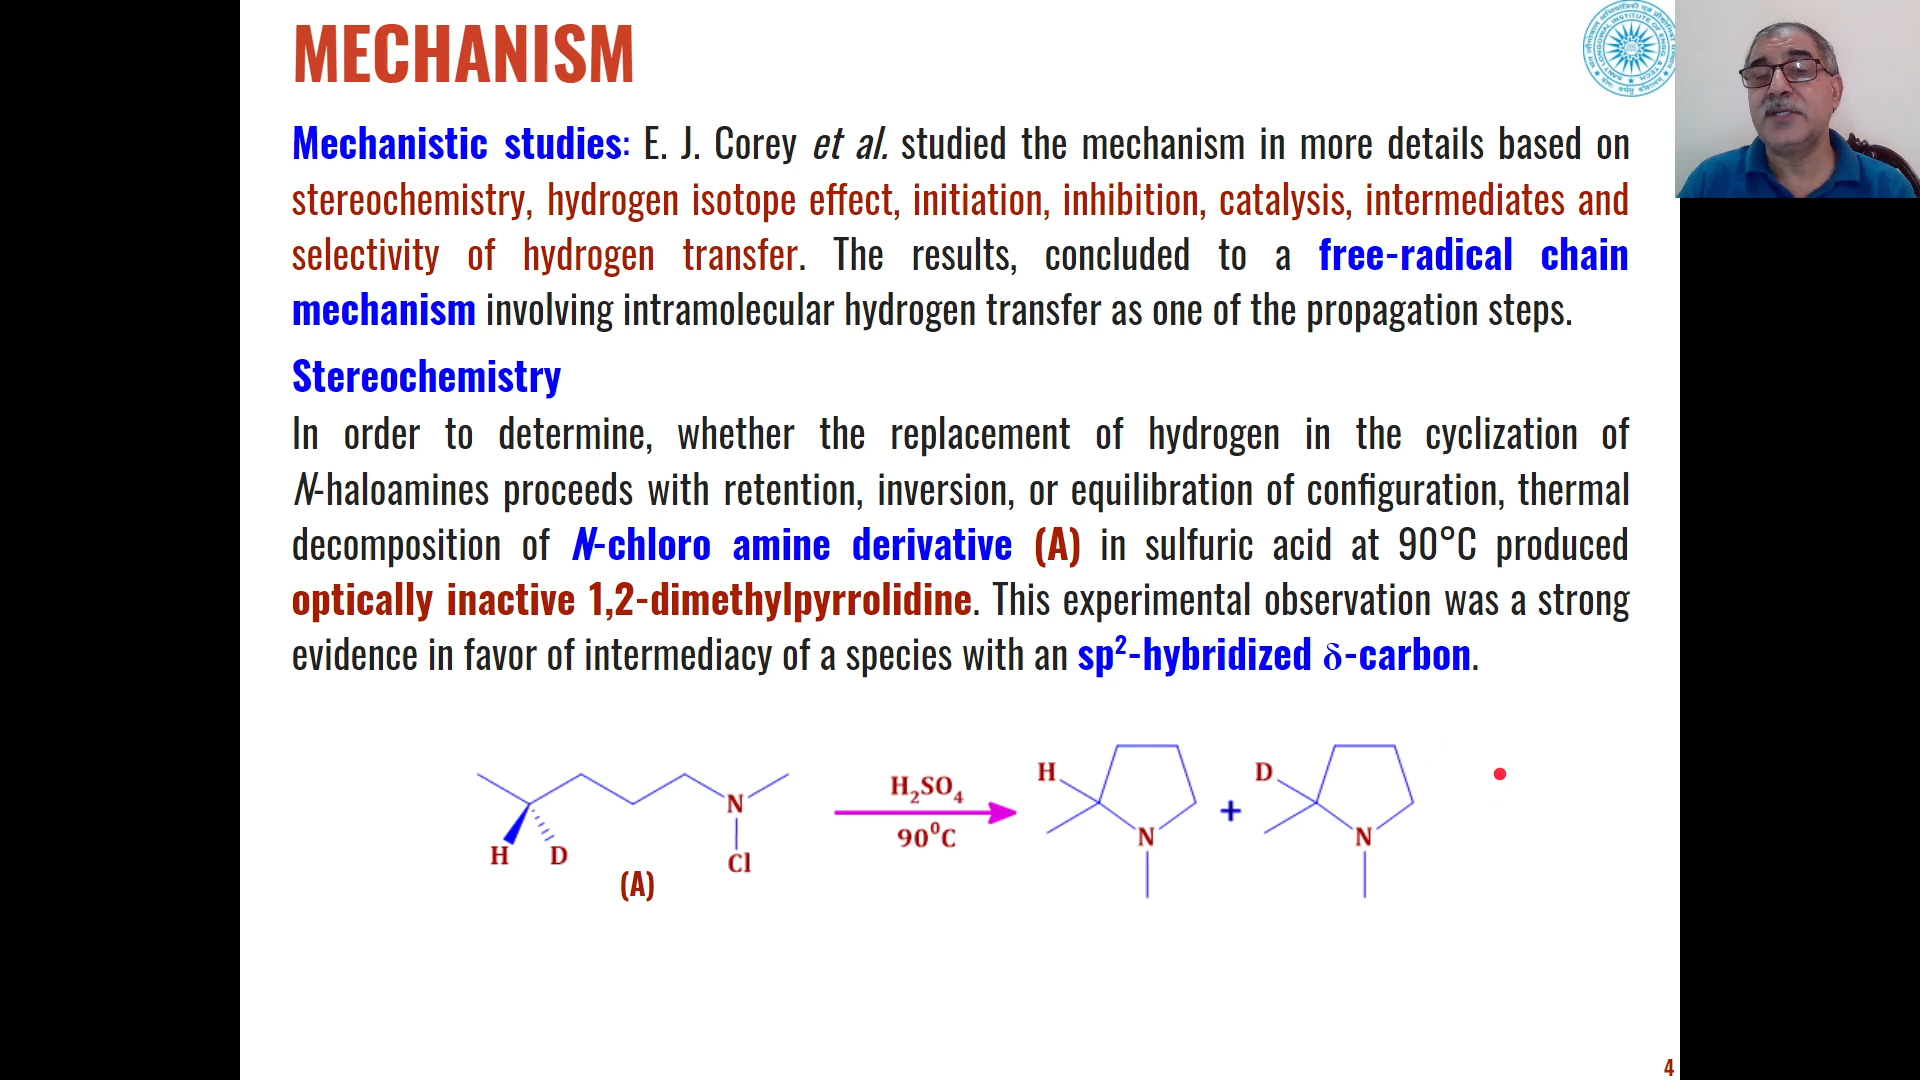 MECHANISM
Mechanistic studies: E. J. Corey et al. studied the mechanism in more details based on
stereochemistry, hydrogen isotope effect, initiation, inhibition, catalysis, intermediates and
selectivity of hydrogen transfer. The results, concluded to a free-radical chain
mechanism involving intramolecular hydrogen transfer as one of the propagation steps.
Stereochemistry
In order to determine, whether the replacement of hydrogen in the cyclization of
N-haloamines proceeds with retention, inversion, or equilibration of configuration, thermal
decomposition of N-chloro amine derivative (A) in sulfuric acid at 90°C produced
optically inactive 1,2-dimethylpyrrolidine. This experimental observation was a strong
evidence in favor of intermediacy of a species with an sp²-hybridized δ-carbon.
H D N Cl
(A)
H₂SO₄
90⁰C
H N
+
D N
4